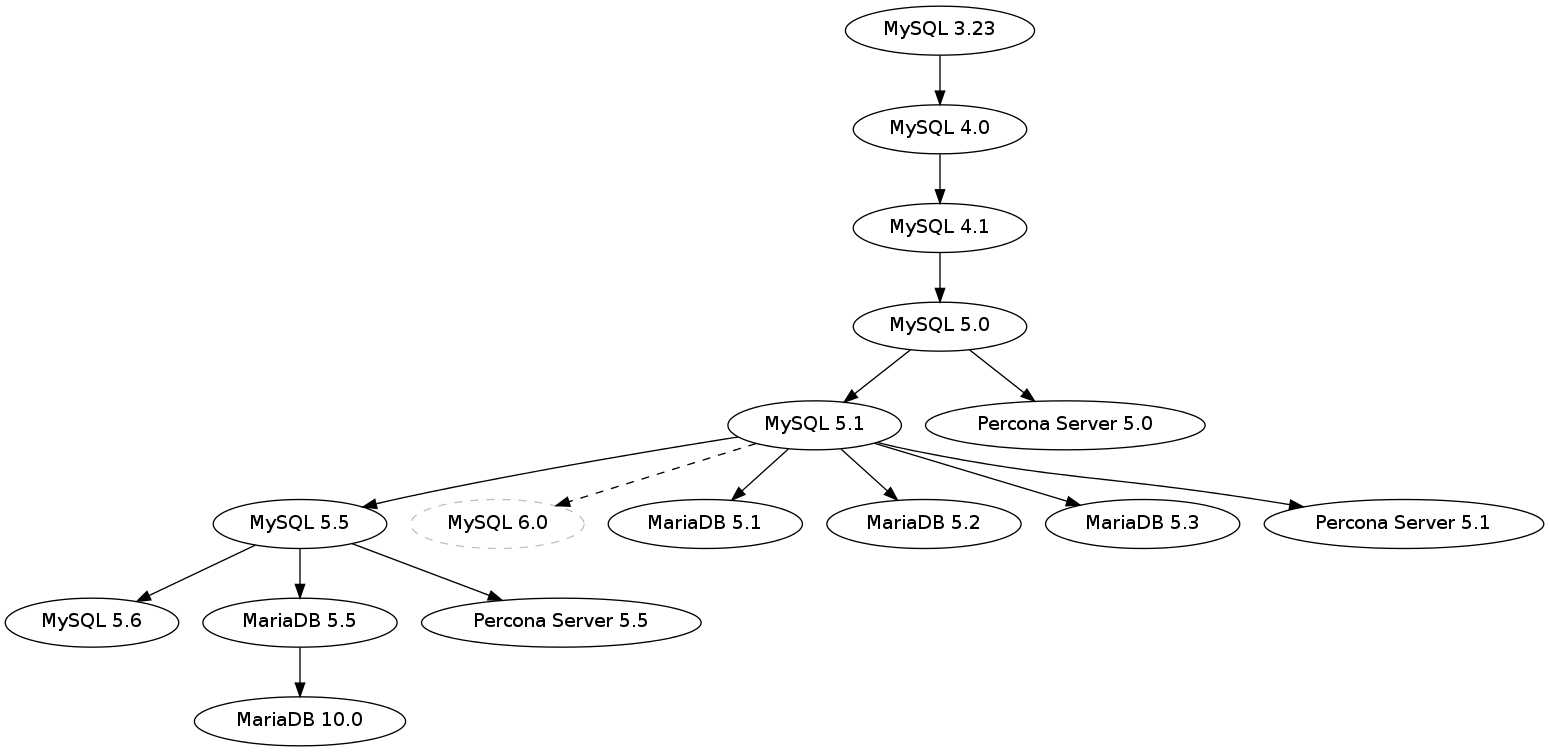 MySQL 3.23
MySQL 4.0
MySQL 4.1
MySQL 5.0
MySQL 5.1
Percona Server 5.0
MySQL 5.5
MySQL 6.0
MariaDB 5.1
MariaDB 5.2
MariaDB 5.3
Percona Server 5.1
MySQL 5.6
MariaDB 5.5
Percona Server 5.5
MariaDB 10.0